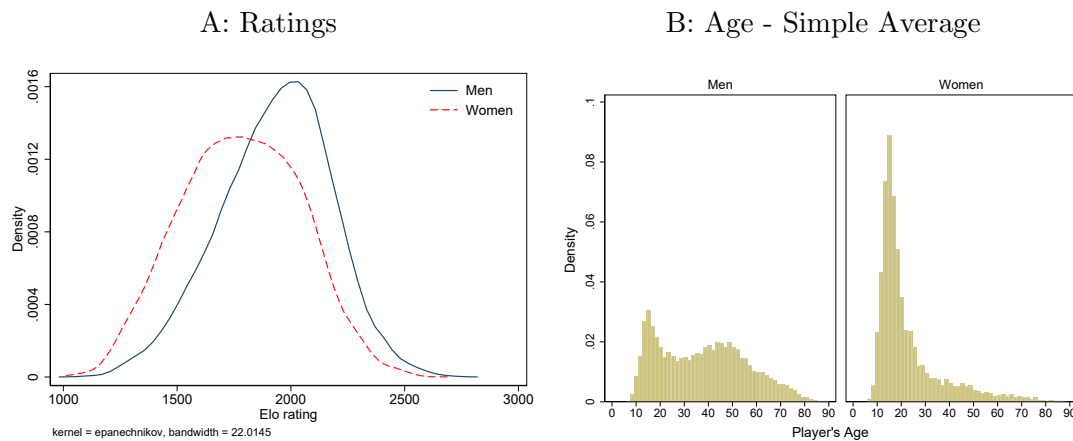 A: Ratings
Density
.0016
.0012
.0008
.0004
0
Men
Women
1000 1500 2000 2500 3000
Elo rating
kernel = epanechnikov, bandwidth = 22.0145
B: Age - Simple Average
Men Women
Density
.1
.08
.06
.04
.02
0
0 10 20 30 40 50 60 70 80 90 0 10 20 30 40 50 60 70 80 90
Player's Age